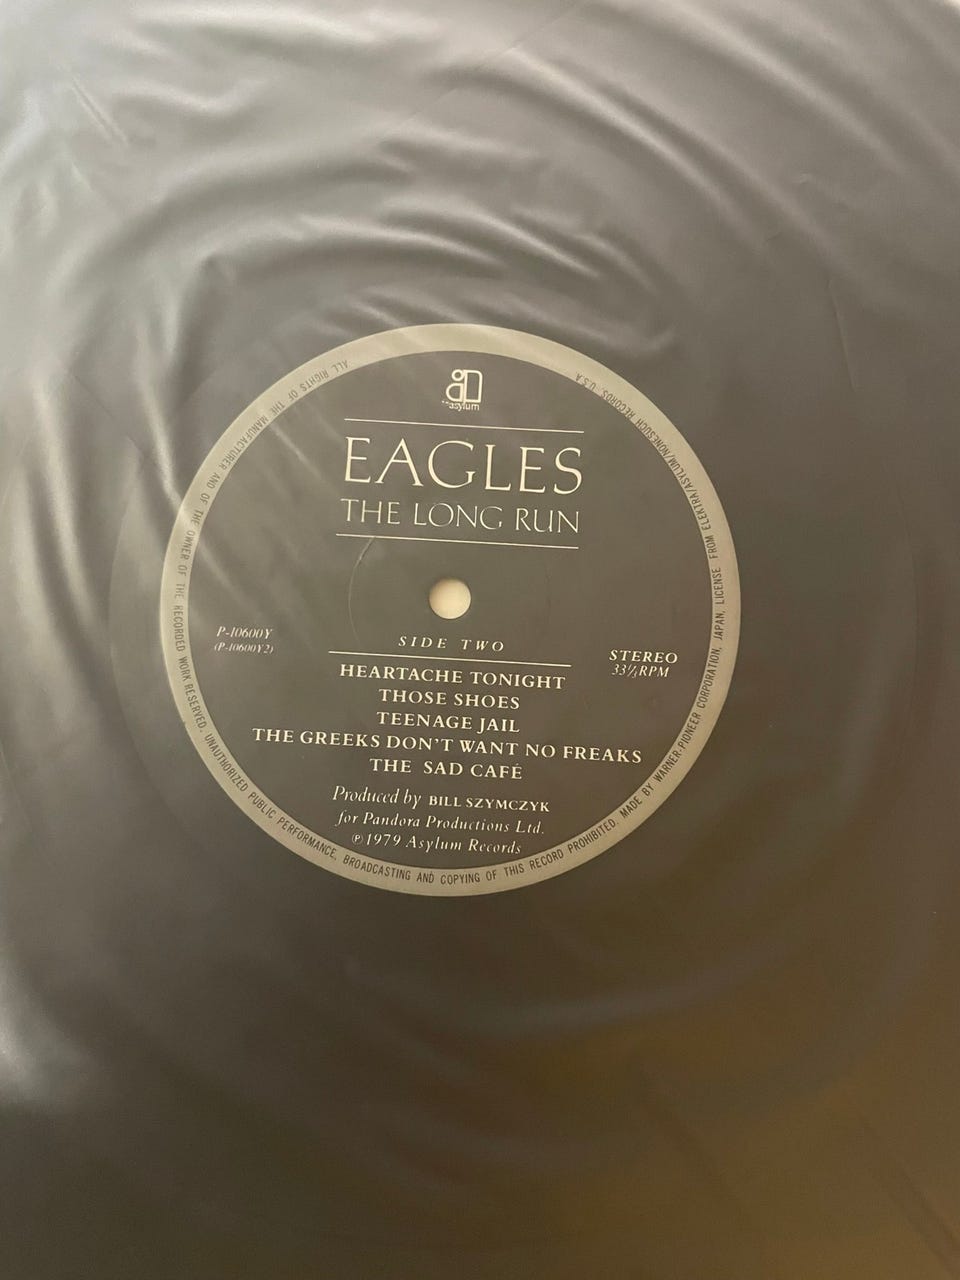 asylum
EAGLES
THE LONG RUN
SIDE TWO
P-10600Y
(P-10600Y2)
STEREO
33⅓RPM
HEARTACHE TONIGHT
THOSE SHOES
TEENAGE JAIL
THE GREEKS DON'T WANT NO FREAKS
THE SAD CAFÉ
Produced by BILL SZYMCZYK
for Pandora Productions Ltd.
℗1979 Asylum Records
ALL RIGHTS OF THE MANUFACTURER AND OF THE OWNER OF THE RECORDED WORK RESERVED. UNAUTHORIZED PUBLIC PERFORMANCE, BROADCASTING AND COPYING OF THIS RECORD PROHIBITED. MADE BY WARNER-PIONEER CORPORATION, JAPAN, LICENSE FROM ELEKTRA/ASYLUM/NONESUCH RECORDS, U.S.A